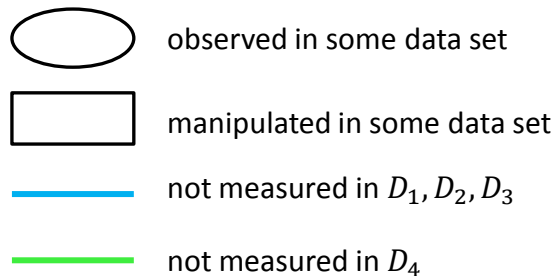 observed in some data set
manipulated in some data set
not measured in D₁, D₂, D₃
not measured in D₄